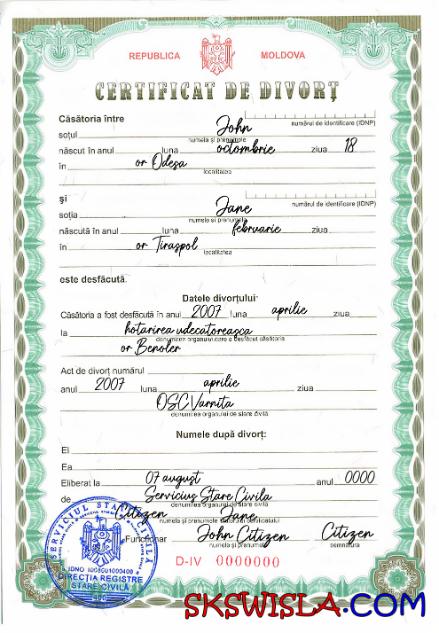 REPUBLICA MOLDOVA
CERTIFICAT DE DIVORȚ
Căsătoria între
numărul de identificare (IDNP)
soțul John
numele și prenumele
născut în anul luna octombrie ziua 18
în or Odesa
localitatea
și
numărul de identificare (IDNP)
soția Jane
numele și prenumele
născută în anul luna februarie ziua
în or Tiraspol
localitatea
este desfăcută.
Datele divorțului:
Căsătoria a fost desfăcută în anul 2007 luna aprilie ziua
la hotarirea udecatoreasca
denumirea organului care a desfăcut căsătoria
or Benoler
Act de divorț numărul
anul 2007 luna aprilie ziua
OSC Varnita
denumirea organului de stare civilă
Numele după divorț:
El
Ea
Eliberat la 07 august anul 0000
de Servicius Stare Civila
denumirea organului de stare civilă
Citizen Jane
numele și prenumele
Funcționar John Citizen Citizen
numele și prenumele semnătura
D-IV 0000000
SERVICIUL STARE CIVILĂ
IDNO
DIRECȚIA REGISTRE
STARE CIVILĂ
SKSWISLA.COM